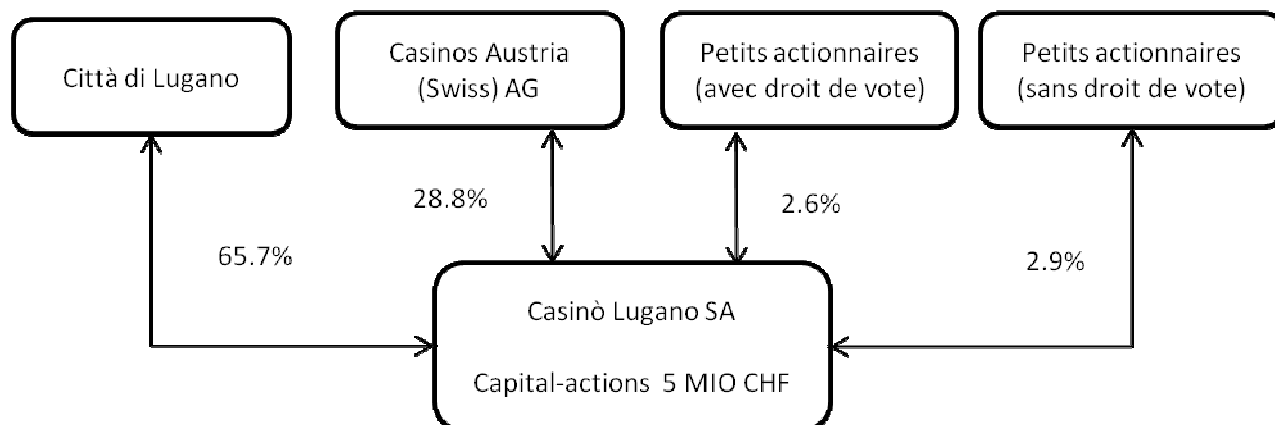 Città di Lugano
Casinos Austria
(Swiss) AG
Petits actionnaires
(avec droit de vote)
Petits actionnaires
(sans droit de vote)
28.8%
2.6%
65.7%
2.9%
Casinò Lugano SA
Capital-actions 5 MIO CHF